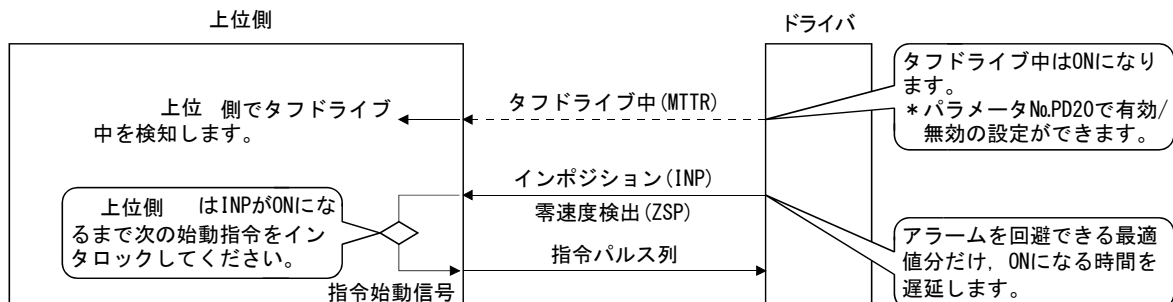 上位側
ドライバ
上位 側でタフドライブ
中を検知します。
タフドライブ中(MTTR)
タフドライブ中はONになり
ます。
*パラメータNo.PD20で有効/
無効の設定ができます。
インポジション(INP)
零速度検出(ZSP)
上位側 はINPがONにな
るまで次の始動指令をイン
タロックしてください。
指令パルス列
指令始動信号
アラームを回避できる最適
値分だけ, ONになる時間を
遅延します。